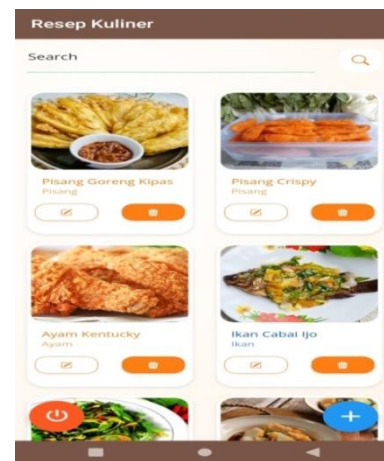 Resep Kuliner
Search
Pisang Goreng Kipas
Pisang
Pisang Crispy
Pisang
Ayam Kentucky
Ayam
Ikan Cabai Ijo
Ikan